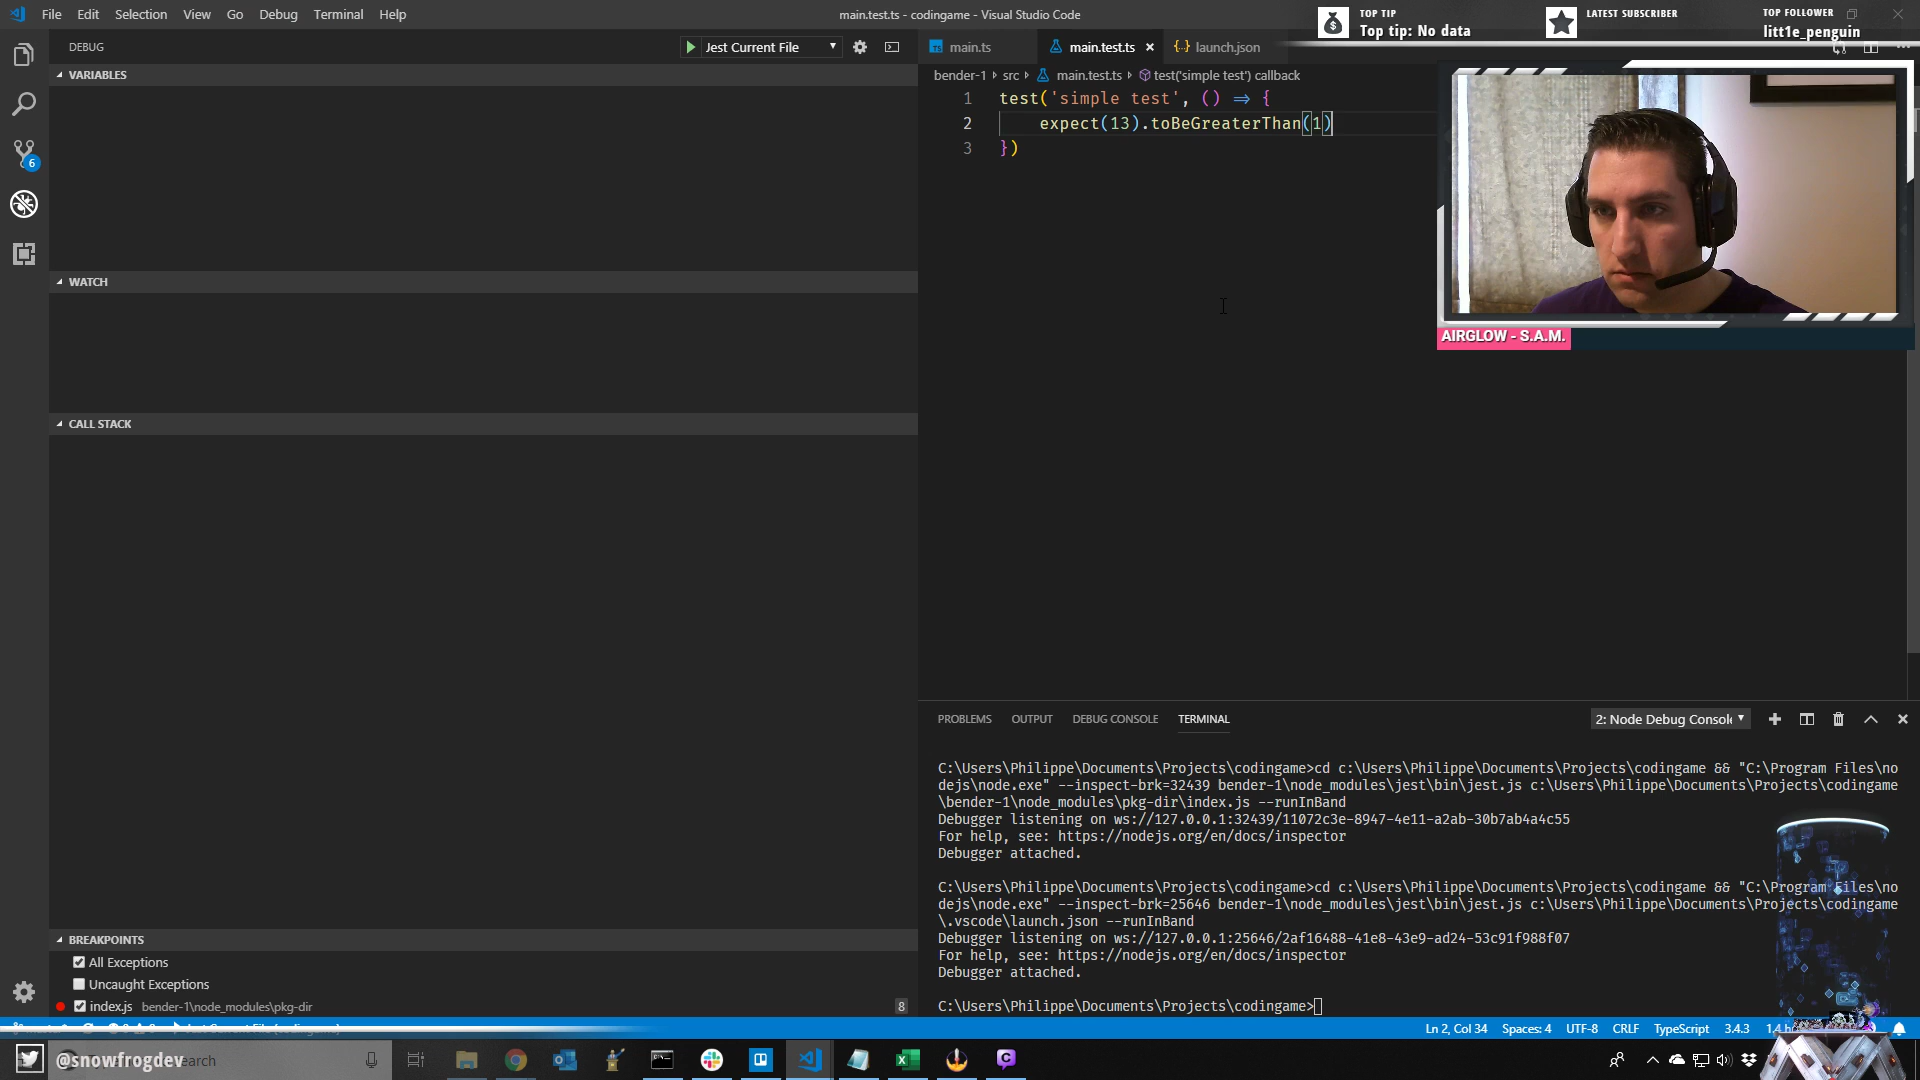 File Edit Selection View Go Debug Terminal Help
main.test.ts - codingame - Visual Studio Code
TOP TIP
Top tip: No data
LATEST SUBSCRIBER
TOP FOLLOWER
litt1e_penguin
DEBUG
Jest Current File
main.ts
main.test.ts
launch.json
VARIABLES
bender-1 src main.test.ts test('simple test') callback
1 test('simple test', () ⇒ {
2 expect(13).toBeGreaterThan(1)
3 })
6
WATCH
AIRGLOW - S.A.M.
CALL STACK
PROBLEMS OUTPUT DEBUG CONSOLE TERMINAL
2: Node Debug Console
C:\Users\Philippe\Documents\Projects\codingame>cd c:\Users\Philippe\Documents\Projects\codingame && "C:\Program Files\no
dejs\node.exe" --inspect-brk=32439 bender-1\node_modules\jest\bin\jest.js c:\Users\Philippe\Documents\Projects\codingame
\bender-1\node_modules\pkg-dir\index.js --runInBand
Debugger listening on ws://127.0.0.1:32439/11072c3e-8947-4e11-a2ab-30b7ab4a4c55
For help, see: https://nodejs.org/en/docs/inspector
Debugger attached.
C:\Users\Philippe\Documents\Projects\codingame>cd c:\Users\Philippe\Documents\Projects\codingame && "C:\Program Files\no
dejs\node.exe" --inspect-brk=25646 bender-1\node_modules\jest\bin\jest.js c:\Users\Philippe\Documents\Projects\codingame
\.vscode\launch.json --runInBand
Debugger listening on ws://127.0.0.1:25646/2af16488-41e8-43e9-ad24-53c91f988f07
For help, see: https://nodejs.org/en/docs/inspector
Debugger attached.
C:\Users\Philippe\Documents\Projects\codingame>
BREAKPOINTS
All Exceptions
Uncaught Exceptions
index.js bender-1\node_modules\pkg-dir 8
Ln 2, Col 34 Spaces: 4 UTF-8 CRLF TypeScript 3.4.3
@snowfrogdev